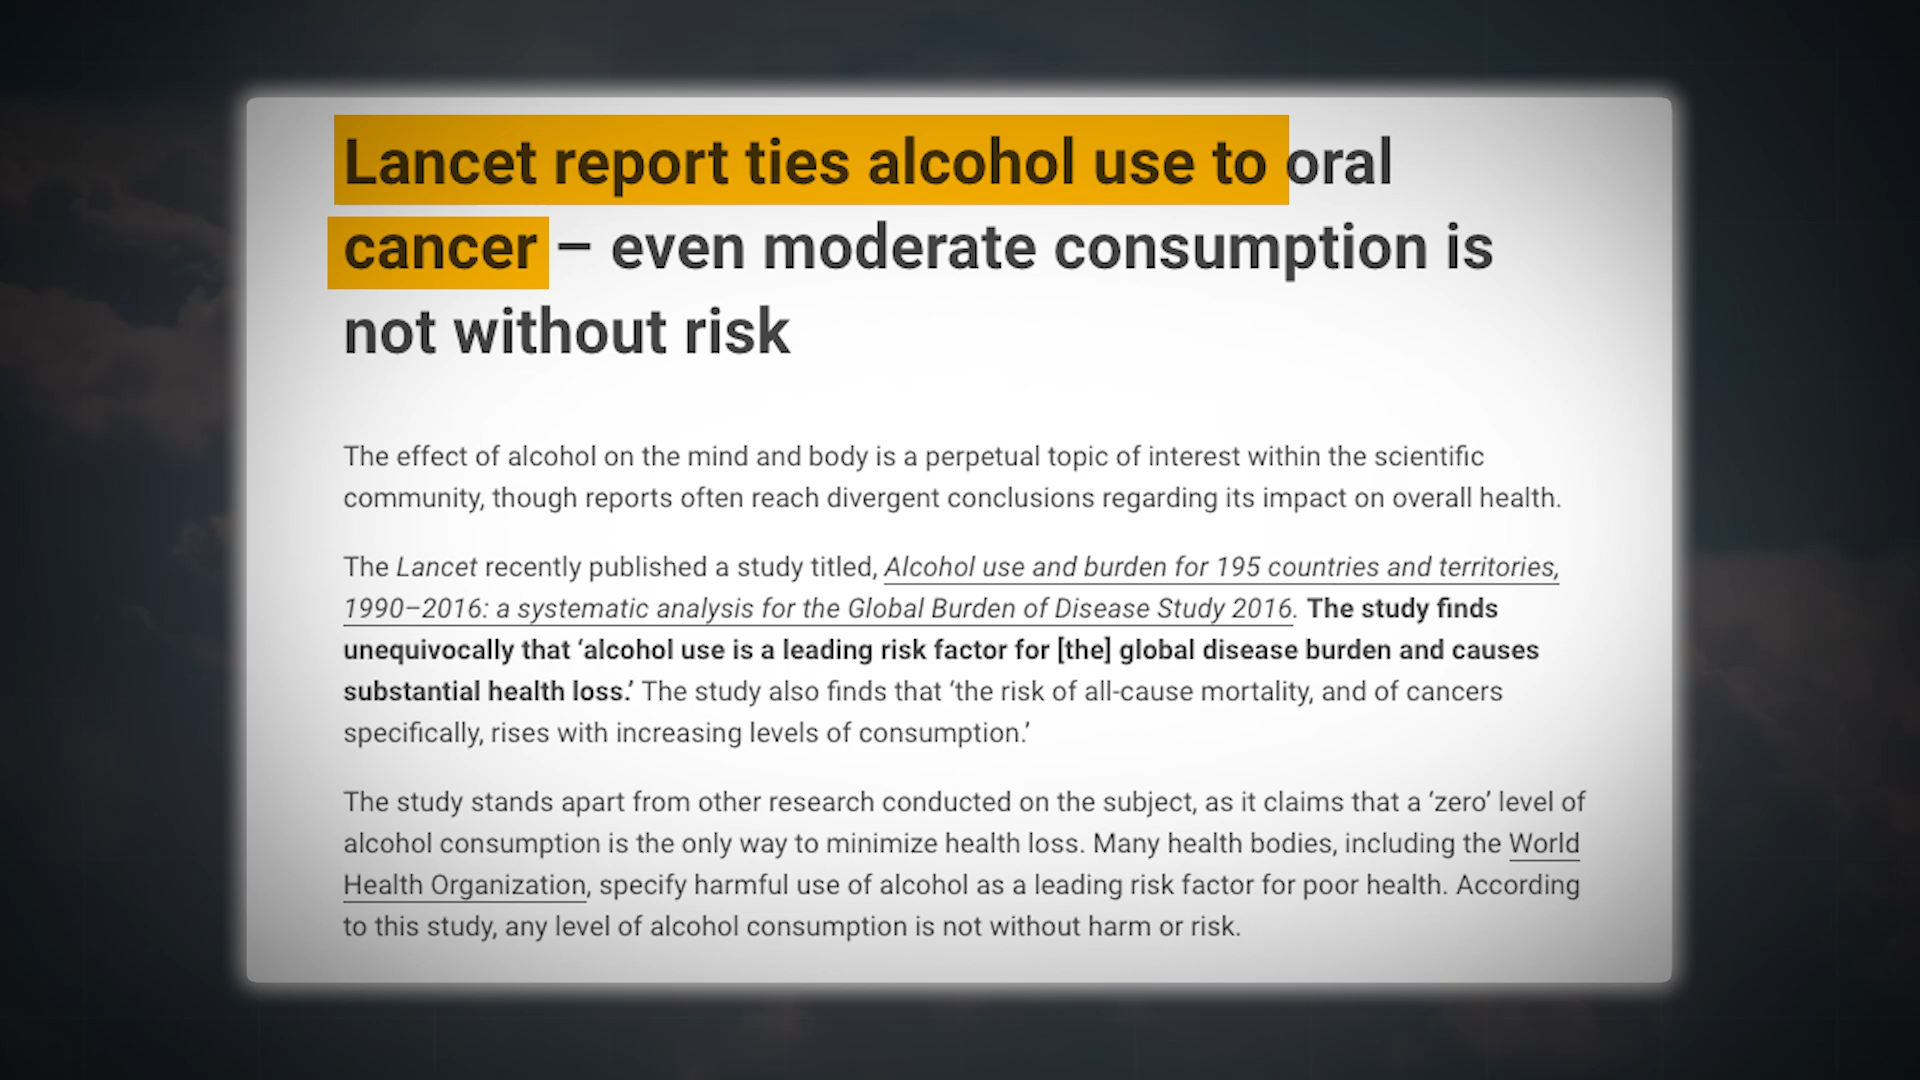 Lancet report ties alcohol use to oral
cancer – even moderate consumption is
not without risk
The effect of alcohol on the mind and body is a perpetual topic of interest within the scientific
community, though reports often reach divergent conclusions regarding its impact on overall health.
The Lancet recently published a study titled, Alcohol use and burden for 195 countries and territories,
1990–2016: a systematic analysis for the Global Burden of Disease Study 2016. The study finds
unequivocally that ‘alcohol use is a leading risk factor for [the] global disease burden and causes
substantial health loss.’ The study also finds that ‘the risk of all-cause mortality, and of cancers
specifically, rises with increasing levels of consumption.’
The study stands apart from other research conducted on the subject, as it claims that a ‘zero’ level of
alcohol consumption is the only way to minimize health loss. Many health bodies, including the World
Health Organization, specify harmful use of alcohol as a leading risk factor for poor health. According
to this study, any level of alcohol consumption is not without harm or risk.